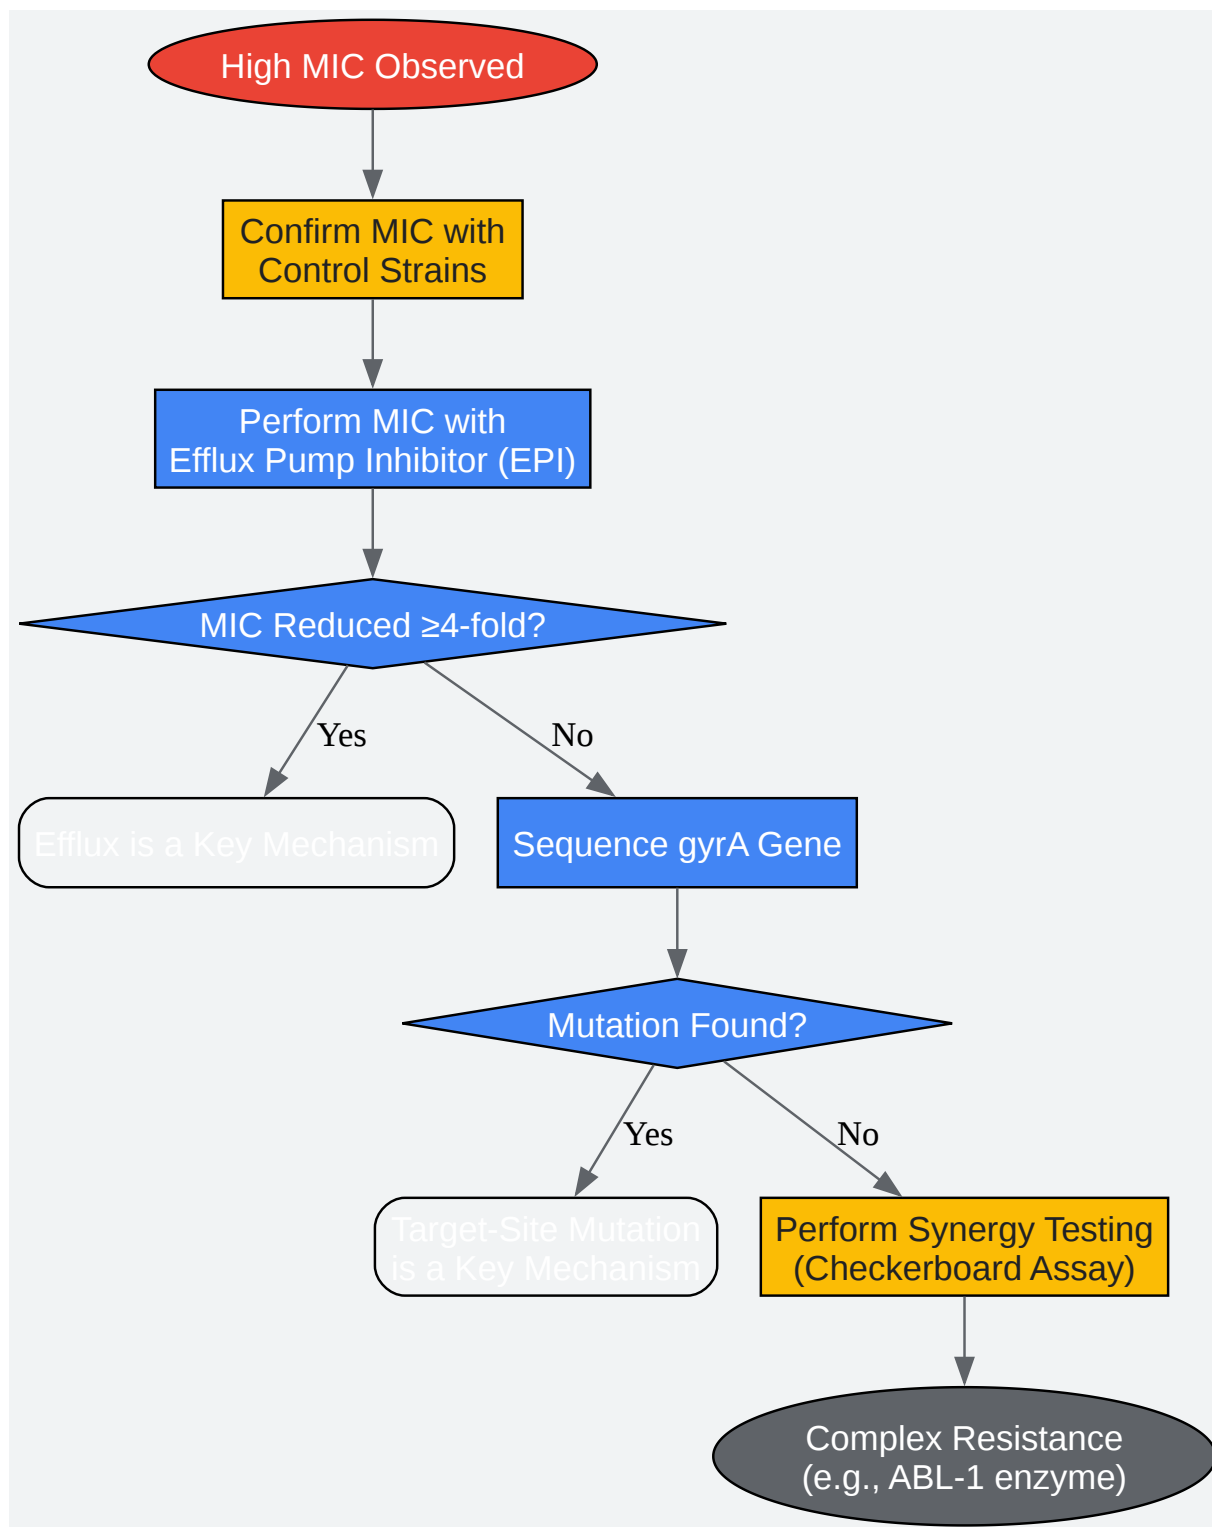 High MIC Observed
Confirm MIC with
Control Strains
Perform MIC with
Efflux Pump Inhibitor (EPI)
MIC Reduced ≥4-fold?
Yes
No
Efflux is a Key Mechanism
Sequence gyrA Gene
Mutation Found?
Yes
No
Target-Site Mutation
is a Key Mechanism
Perform Synergy Testing
(Checkerboard Assay)
Complex Resistance
(e.g., ABL-1 enzyme)